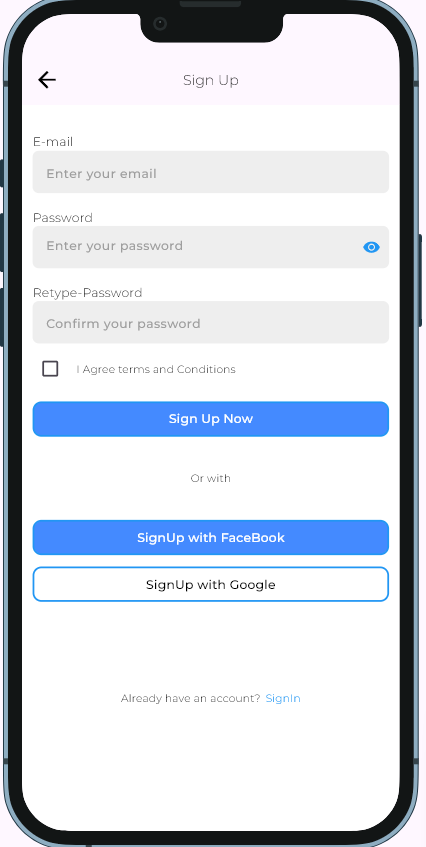 Sign Up
E-mail
Enter your email
Password
Enter your password
Retype-Password
Confirm your password
I Agree terms and Conditions
Sign Up Now
Or with
SignUp with FaceBook
SignUp with Google
Already have an account? SignIn